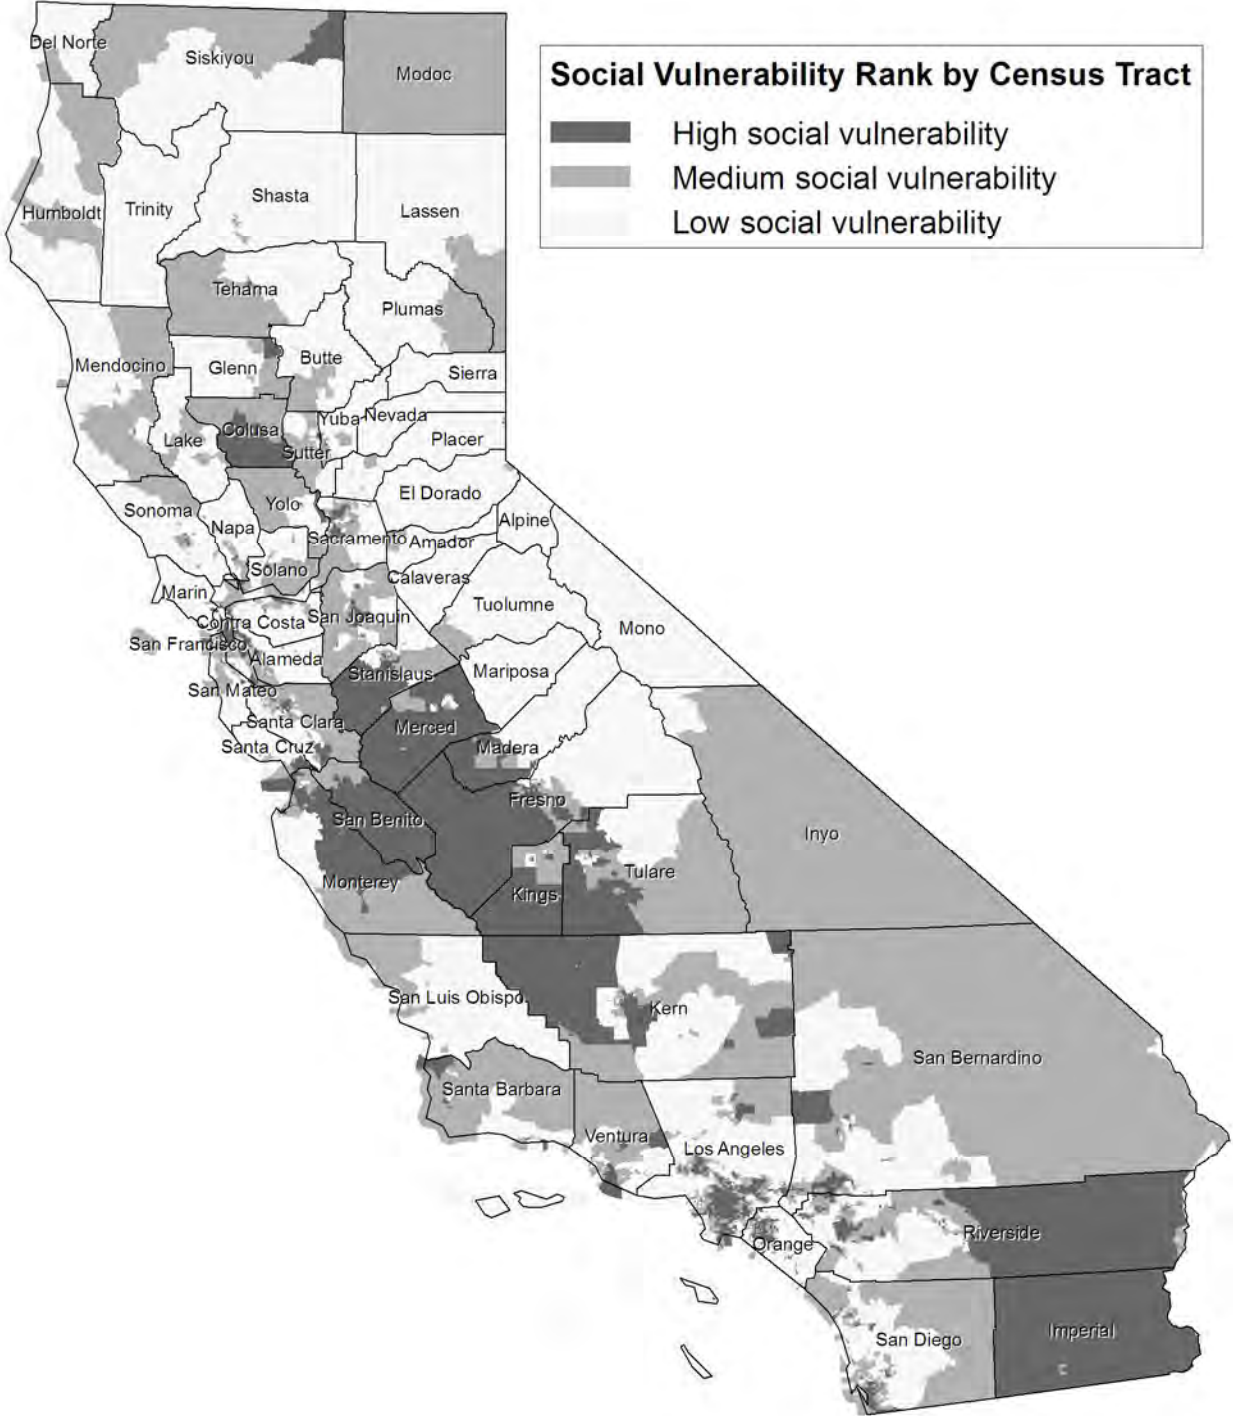 Social Vulnerability Rank by Census Tract
High social vulnerability
Medium social vulnerability
Low social vulnerability
Del Norte
Siskiyou
Modoc
Humboldt
Trinity
Shasta
Lassen
Tehama
Plumas
Mendocino
Glenn
Butte
Sierra
Lake
Colusa
Sutter
Yuba
Nevada
Placer
Sonoma
Napa
Yolo
El Dorado
Sacramento
Amador
Alpine
Solano
Calaveras
Marin
Contra Costa
San Joaquin
Tuolumne
Mono
San Francisco
Alameda
Stanislaus
Mariposa
San Mateo
Santa Clara
Merced
Santa Cruz
Madera
Fresno
San Benito
Inyo
Monterey
Kings
Tulare
San Luis Obispo
Kern
San Bernardino
Santa Barbara
Ventura
Los Angeles
Orange
Riverside
San Diego
Imperial